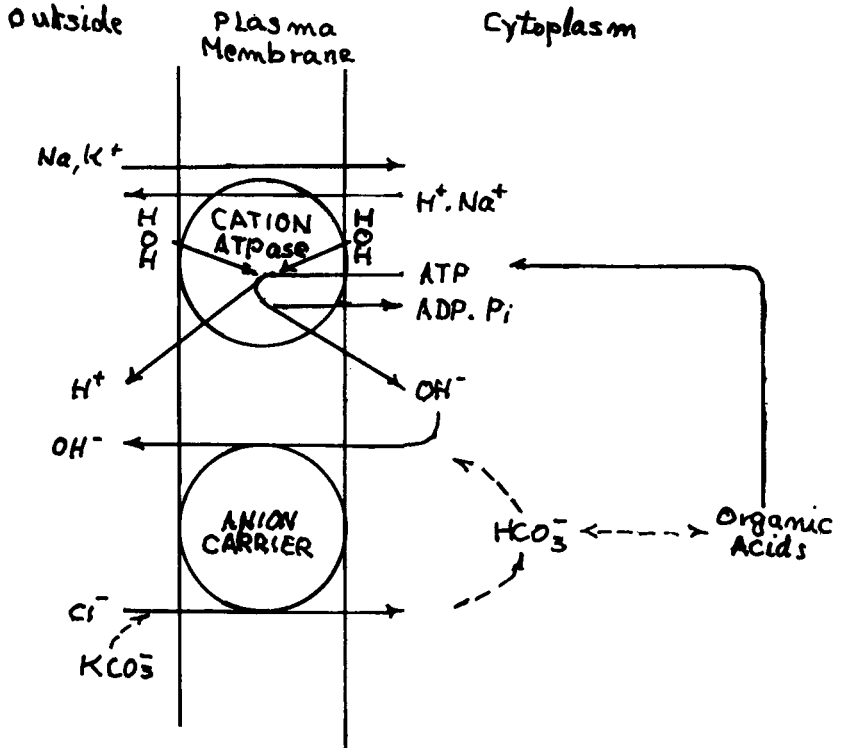 Outside
Plasma
Membrane
Cytoplasm
Na, K⁺
H⁺. Na⁺
H
O
H
CATION
ATPase
H
O
H
ATP
ADP. Pi
H⁺
OH⁻
OH⁻
ANION
CARRIER
HCO₃⁻
Organic
Acids
Cl⁻
KCO₃⁻